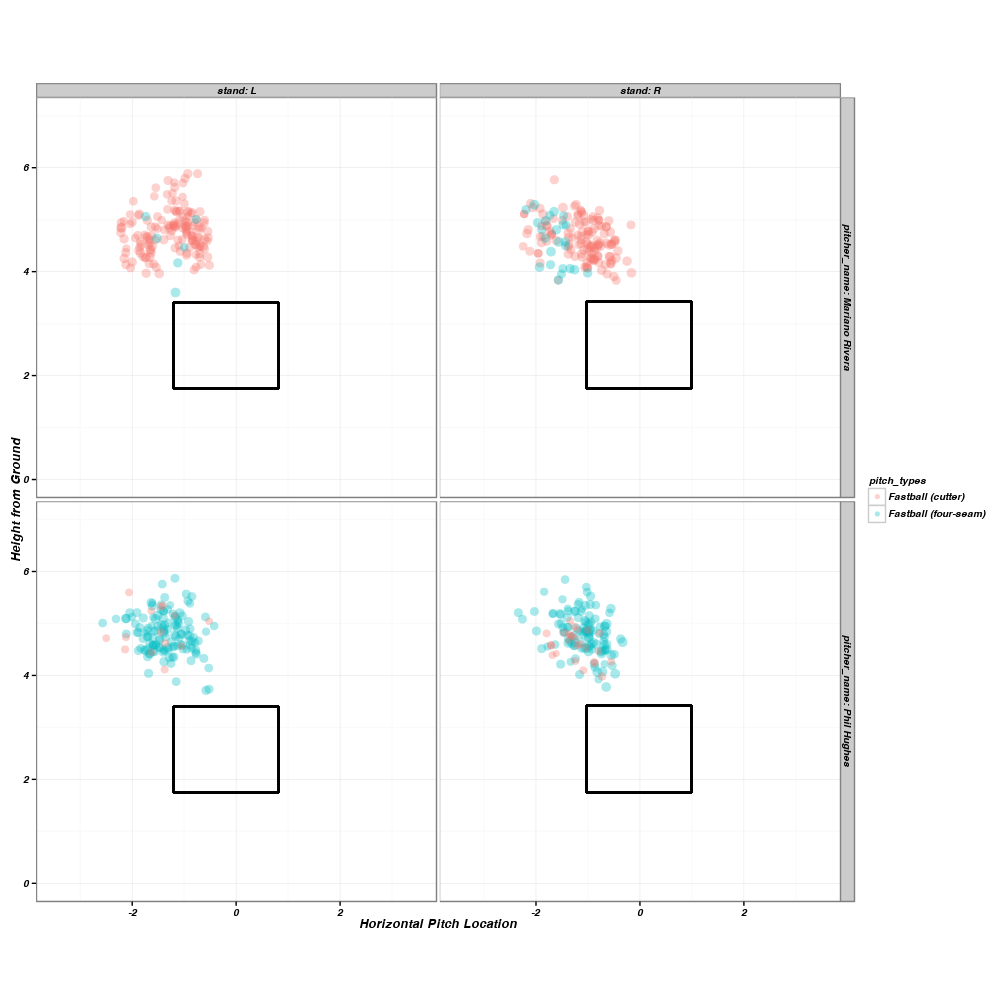 stand: L
stand: R
6
4
2
0
pitcher_name: Mariano Rivera
Height from Ground
pitch_types
Fastball (cutter)
Fastball (four-seam)
6
4
2
0
pitcher_name: Phil Hughes
-2
0
2
-2
0
2
Horizontal Pitch Location